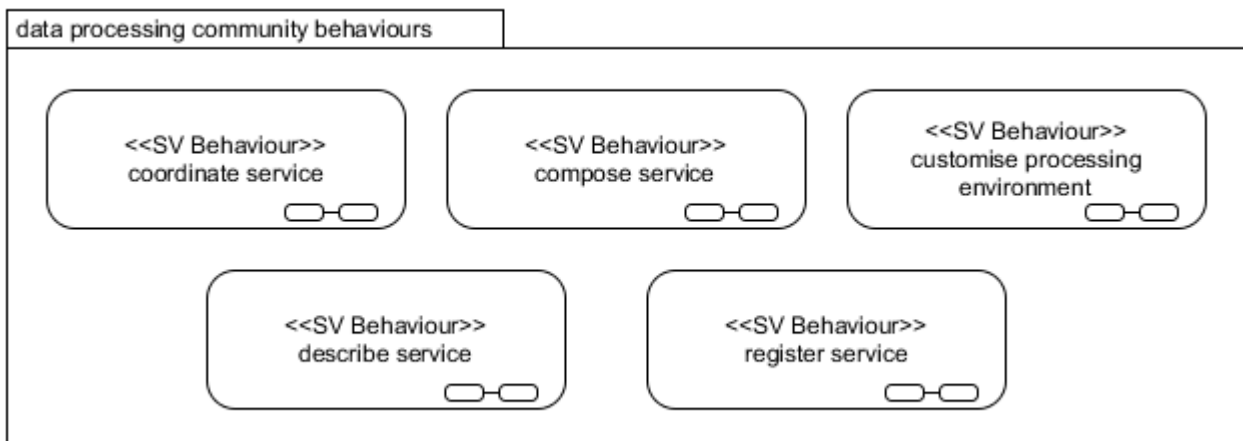 data processing community behaviours
<<SV Behaviour>>
coordinate service
<<SV Behaviour>>
compose service
<<SV Behaviour>>
customise processing
environment
<<SV Behaviour>>
describe service
<<SV Behaviour>>
register service